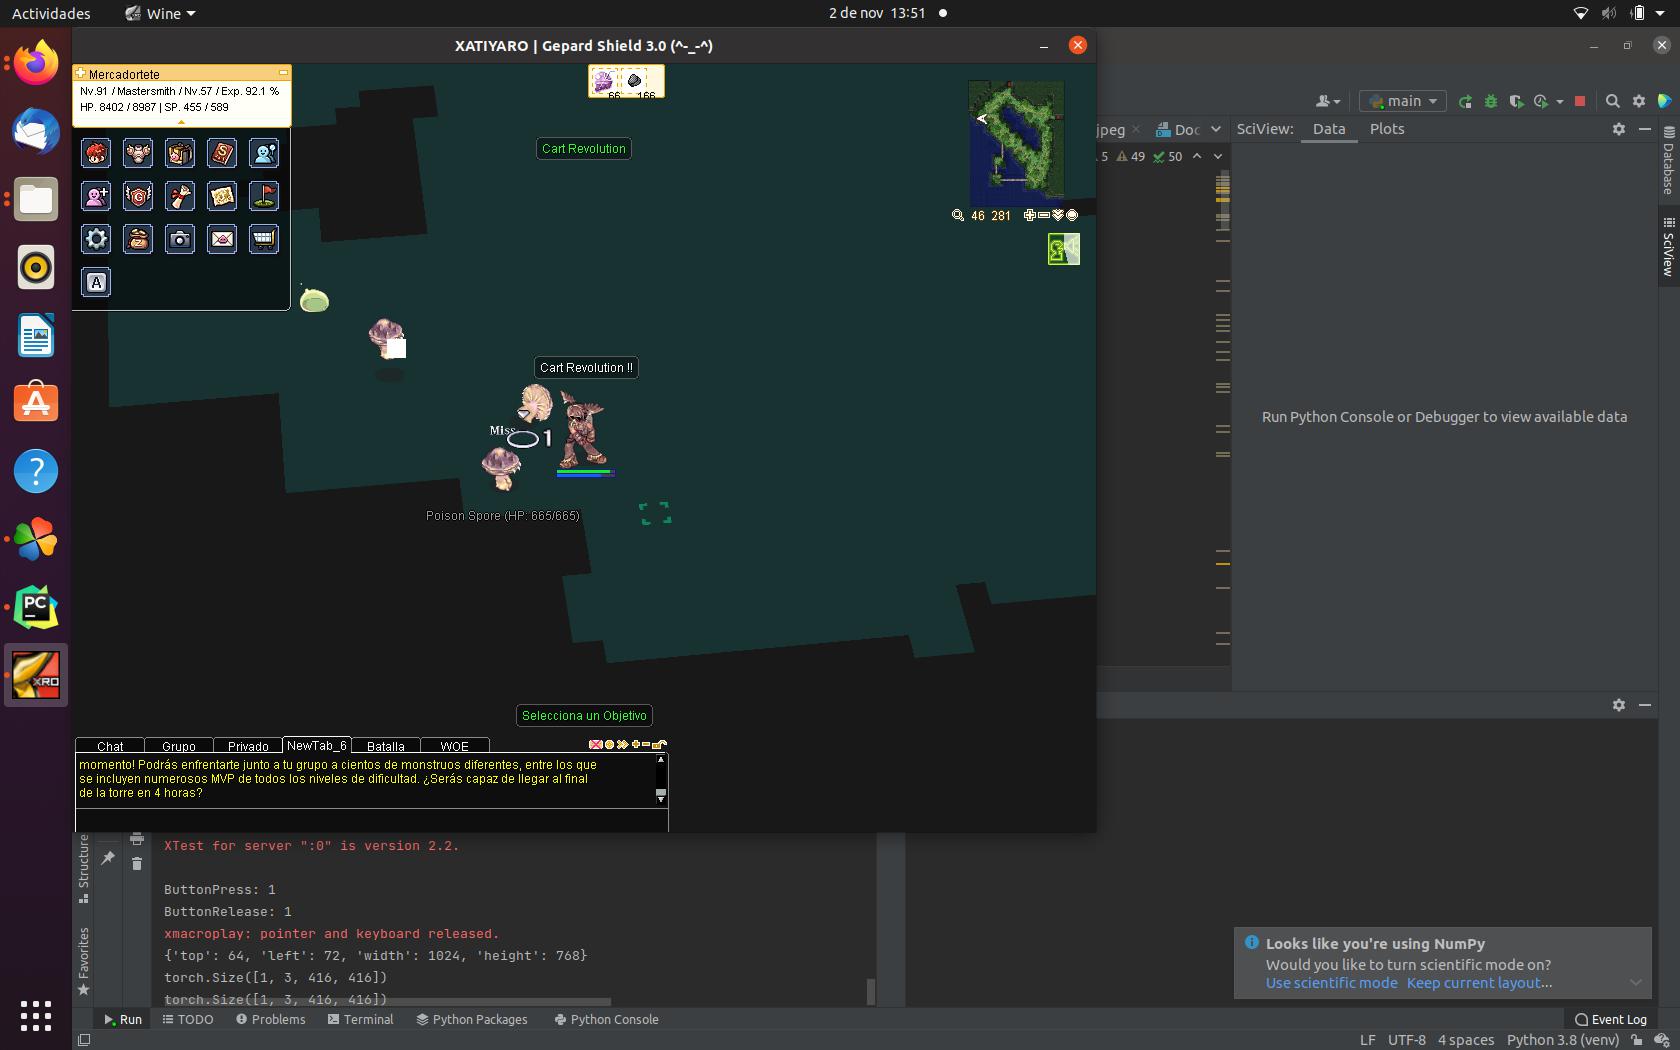 Actividades
Wine
2 de nov 13:51
XATIYARO | Gepard Shield 3.0 (^-_-^)
Mercadortete
Nv.91 / Mastersmith / Nv.57 / Exp. 92.1 %
HP. 8402 / 8987 | SP. 455 / 589
66 166
Cart Revolution
46 281
Cart Revolution !!
Miss
1
Poison Spore (HP: 665/665)
Selecciona un Objetivo
Chat
Grupo
Privado
NewTab_6
Batalla
WOE
momento! Podrás enfrentarte junto a tu grupo a cientos de monstruos diferentes, entre los que
se incluyen numerosos MVP de todos los niveles de dificultad. ¿Serás capaz de llegar al final
de la torre en 4 horas?
main
jpeg
Doc
SciView:
Data
Plots
5 49 50
Database
SciView
Run Python Console or Debugger to view available data
XTest for server ":0" is version 2.2.
ButtonPress: 1
ButtonRelease: 1
xmacroplay: pointer and keyboard released.
{'top': 64, 'left': 72, 'width': 1024, 'height': 768}
torch.Size([1, 3, 416, 416])
torch.Size([1, 3, 416, 416])
Structure
Favorites
Looks like you're using NumPy
Would you like to turn scientific mode on?
Use scientific mode Keep current layout...
Run
TODO
Problems
Terminal
Python Packages
Python Console
Event Log
LF UTF-8 4 spaces Python 3.8 (venv)
PC
XRO